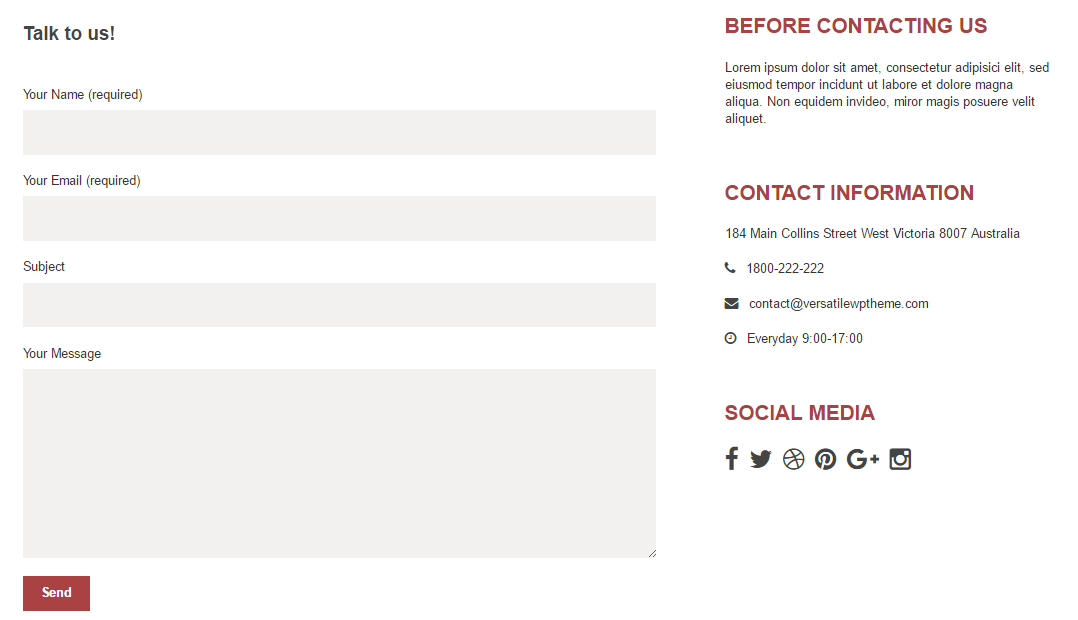 Talk to us!
Your Name (required)
Your Email (required)
Subject
Your Message
Send
BEFORE CONTACTING US
Lorem ipsum dolor sit amet, consectetur adipisici elit, sed
eiusmod tempor incidunt ut labore et dolore magna
aliqua. Non equidem invideo, miror magis posuere velit
aliquet.
CONTACT INFORMATION
184 Main Collins Street West Victoria 8007 Australia
1800-222-222
contact@versatilewptheme.com
Everyday 9:00-17:00
SOCIAL MEDIA